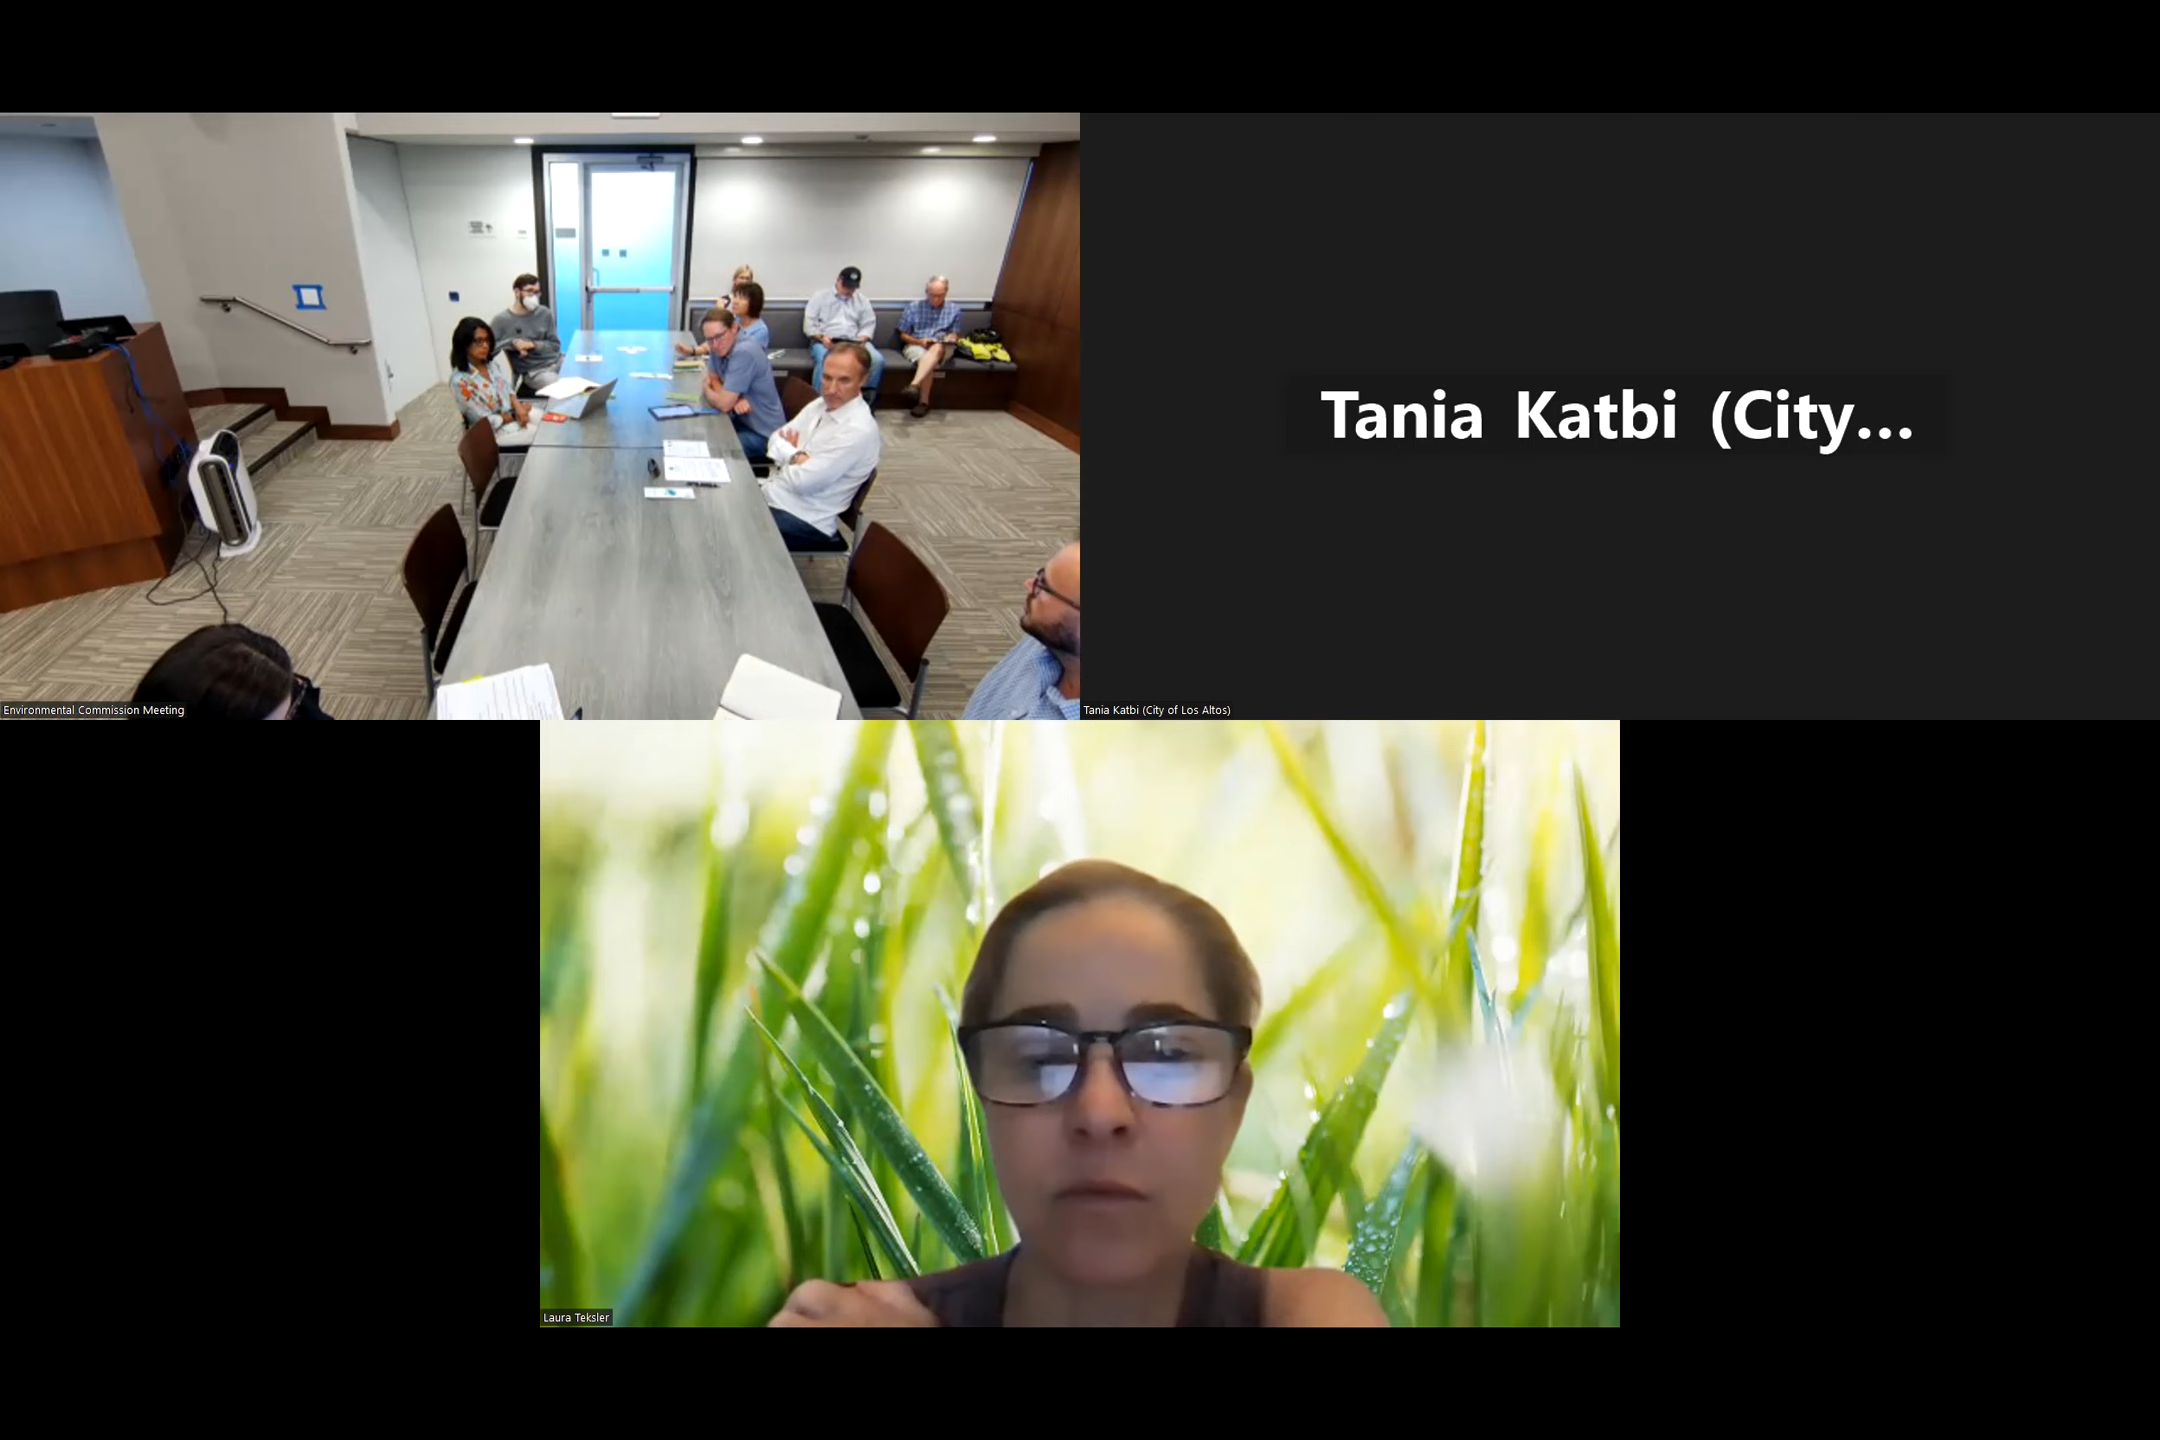 Tania Katbi (City...
Environmental Commission Meeting
Tania Katbi (City of Los Altos)
Laura Teksler